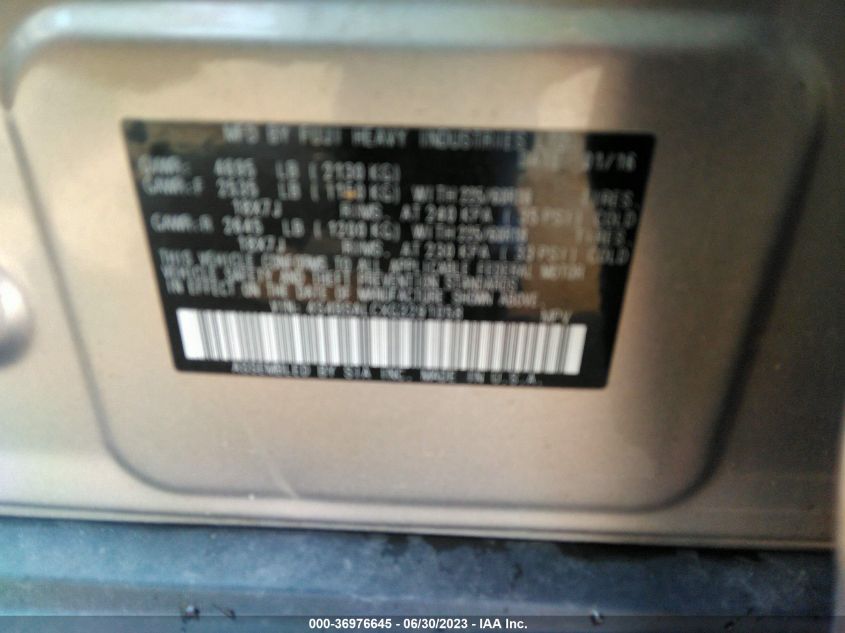 MFD BY FUJI HEAVY INDUSTRIES
01/16
GVWR: 4695 LB (2130 KG)
GAWR:F 2535 LB (1150 KG) WITH 225/60R18 TYRES
18X7J RIMS, AT 240 KPA (35 PSI) COLD
GAWR:R 2645 LB (1200 KG) WITH 225/60R18 TYRES
18X7J RIMS, AT 230 KPA (33 PSI) COLD
THIS VEHICLE CONFORMS TO ALL APPLICABLE FEDERAL MOTOR
VEHICLE SAFETY AND THEFT PREVENTION STANDARDS
IN EFFECT ON THE DATE OF MANUFACTURE SHOWN ABOVE.
MPV
ASSEMBLED BY SIA INC. MADE IN U.S.A.
000-36976645 / 06/30/2023 - IAA Inc.